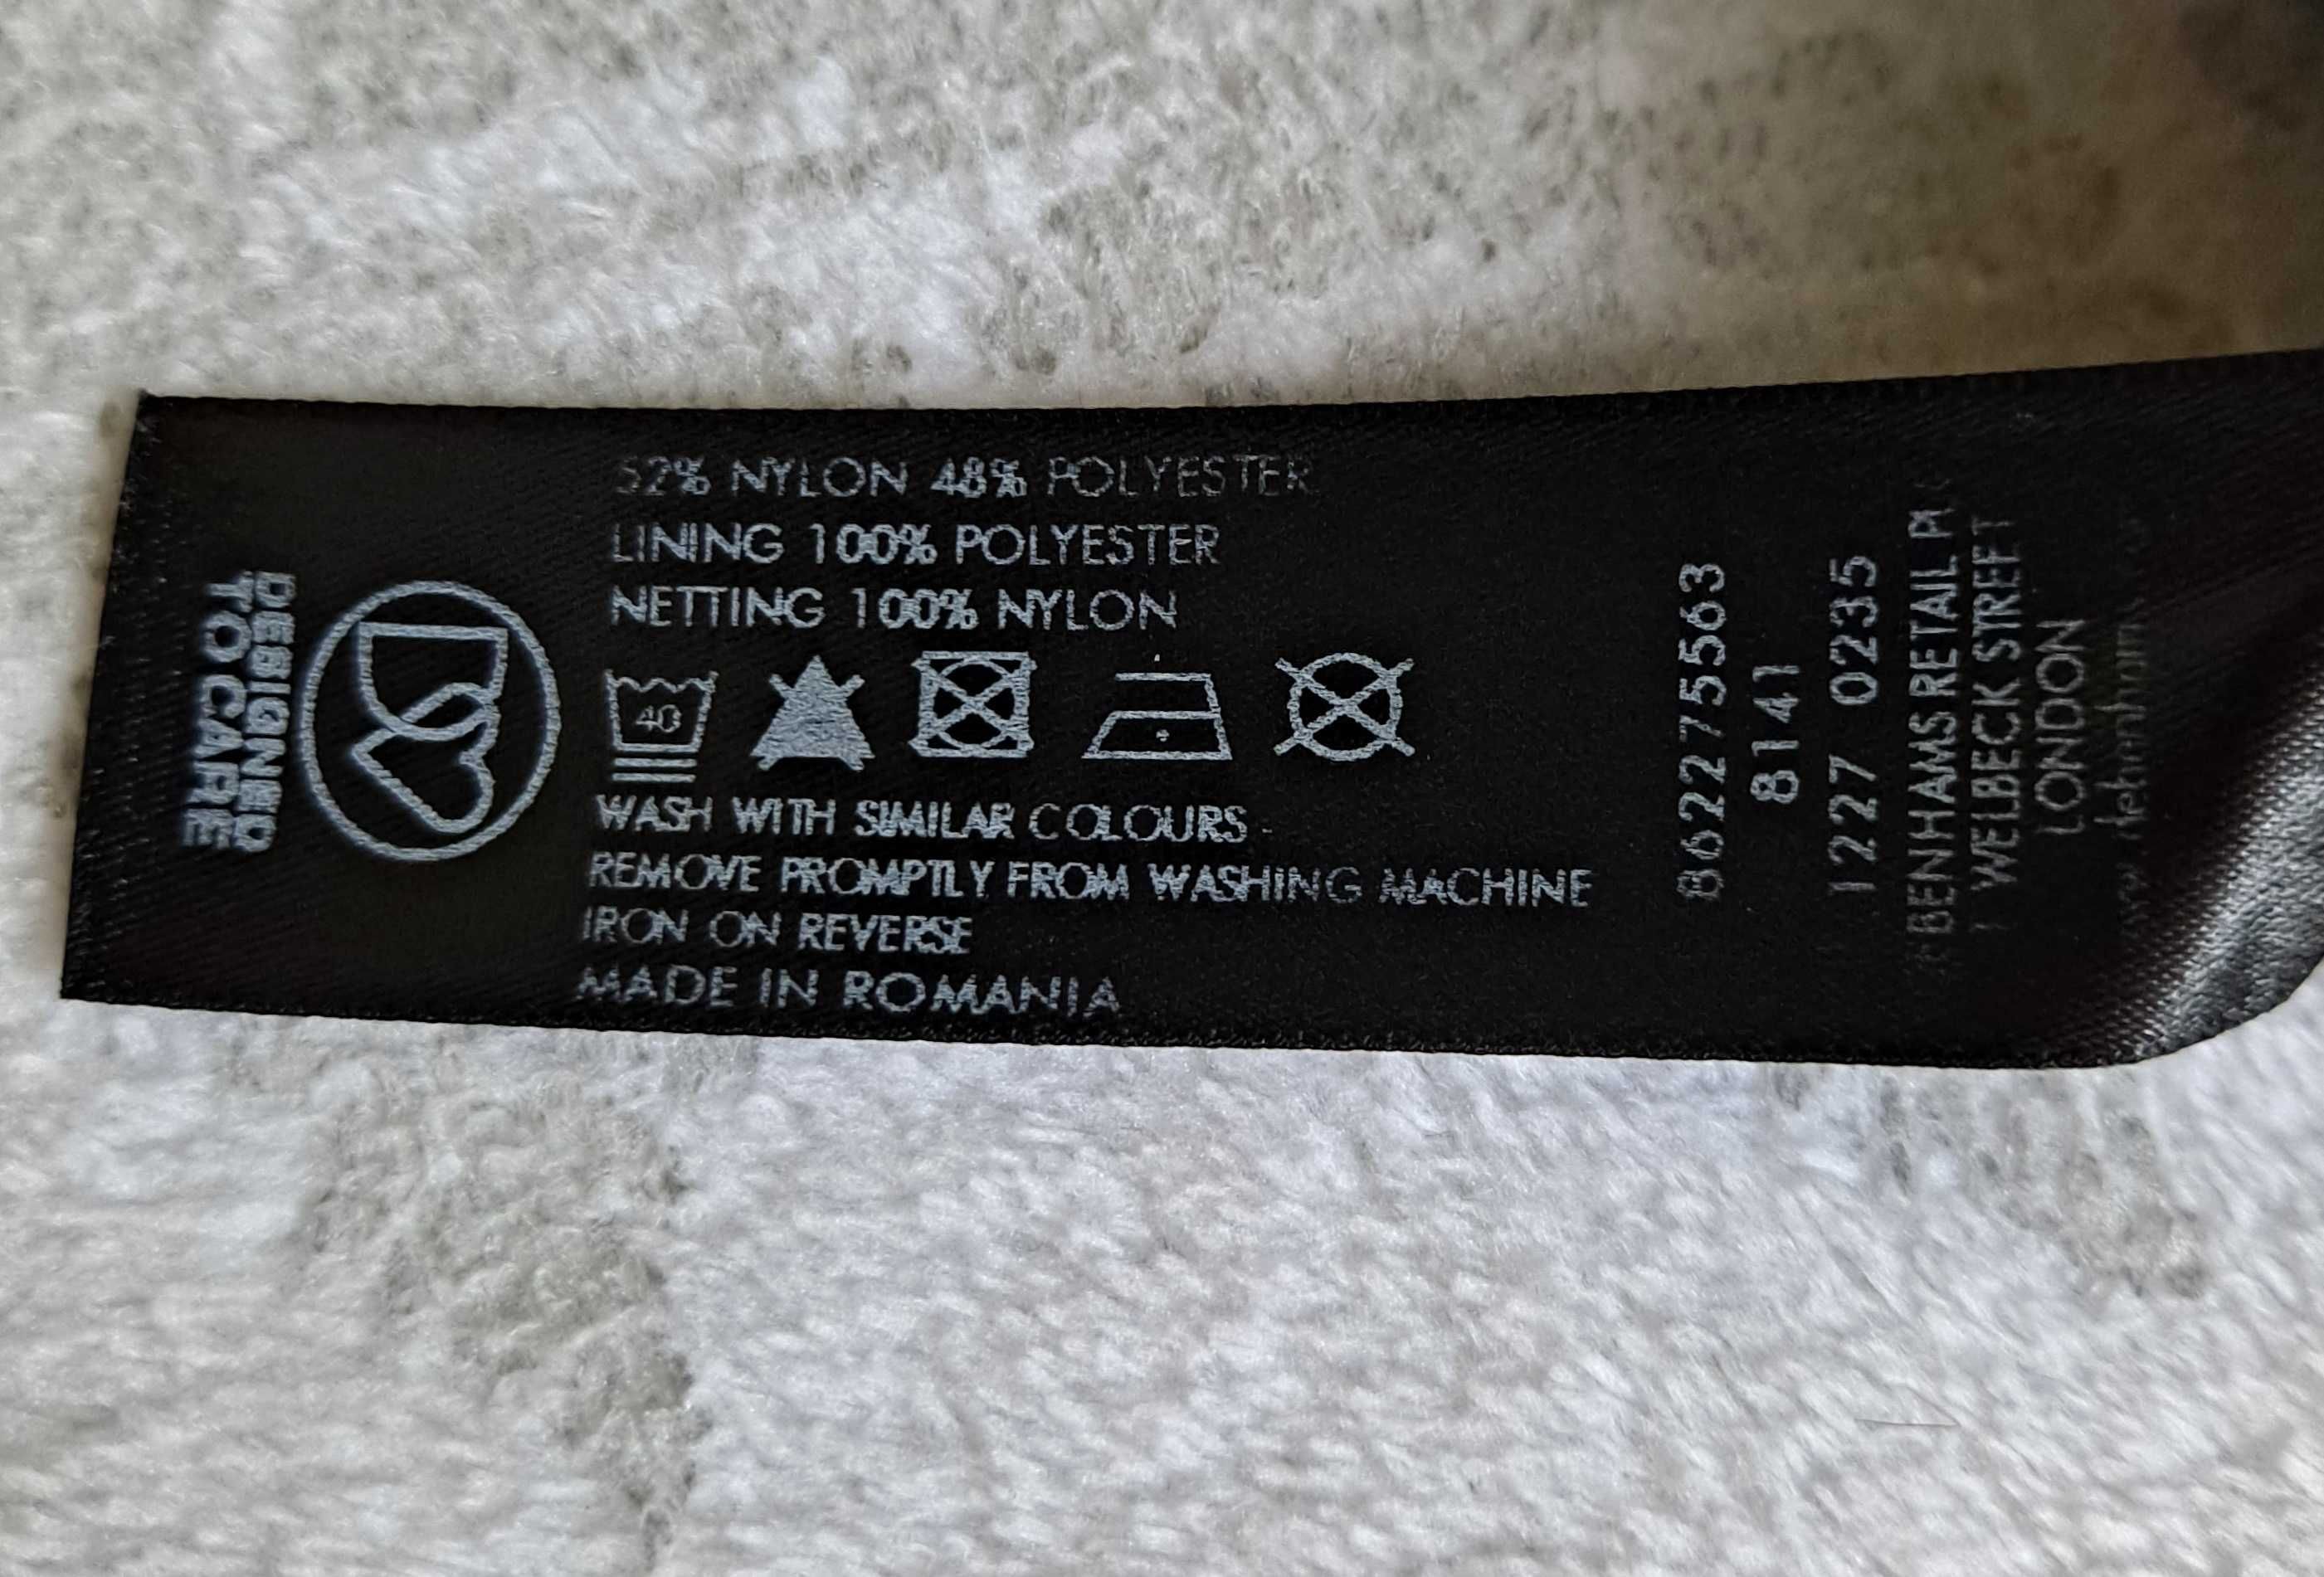 52% NYLON 48% POLYESTER
LINING 100% POLYESTER
NETTING 100% NYLON
40
WASH WITH SIMILAR COLOURS
REMOVE PROMPTLY FROM WASHING MACHINE
IRON ON REVERSE
MADE IN ROMANIA
DESIGNED
TO CARE
862275563
8141
1227 0235
BENHAMS RETAIL
1 WELBECK STREET
LONDON